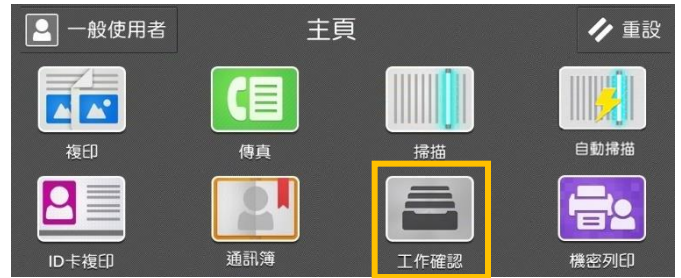 一般使用者 主頁 重設
複印 傳真 掃描 自動掃描
ID卡複印 通訊簿 工作確認 機密列印